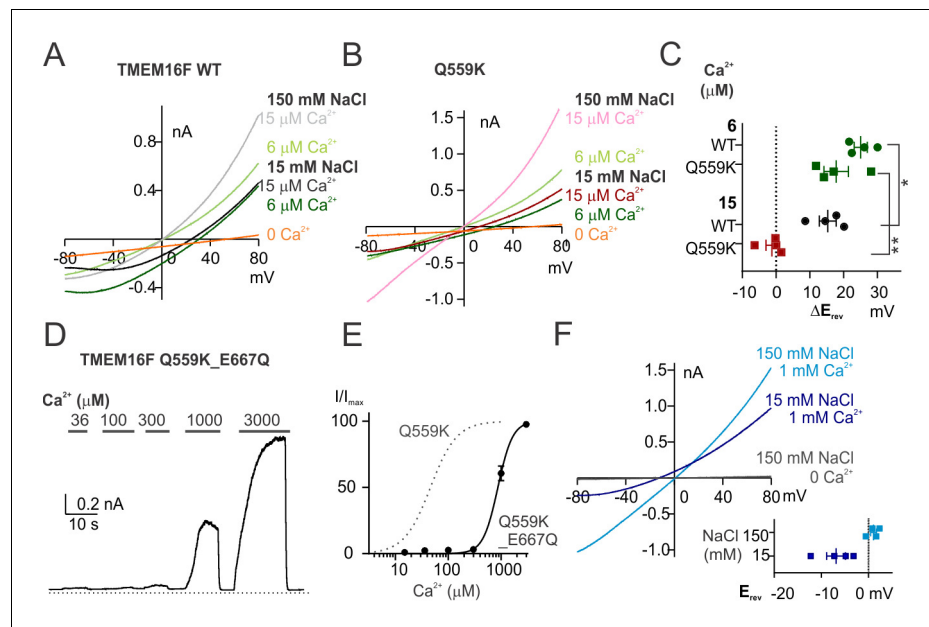 A
TMEM16F WT
150 mM NaCl
15 μM Ca²⁺
6 μM Ca²⁺
15 mM NaCl
15 μM Ca²⁺
6 μM Ca²⁺
0 Ca²⁺
nA
0.8
0.4
-0.4
-80
-40
40
80
mV
B
Q559K
150 mM NaCl
15 μM Ca²⁺
6 μM Ca²⁺
15 mM NaCl
15 μM Ca²⁺
6 μM Ca²⁺
0 Ca²⁺
nA
1.5
1.0
0.5
-0.5
-1.0
-80
-40
0
40
80
mV
C
Ca²⁺
(μM)
6
WT
Q559K
15
WT
Q559K
*
**
-10 0 10 20 30
ΔErev mV
D
TMEM16F Q559K_E667Q
Ca²⁺ (μM)
36 100 300 1000 3000
0.2 nA
10 s
E
I/Imax
100
50
0
Q559K
Q559K
_E667Q
10 100 1000
Ca²⁺ (μM)
F
nA
150 mM NaCl
1 mM Ca²⁺
15 mM NaCl
1 mM Ca²⁺
150 mM NaCl
0 Ca²⁺
1.5
1.0
0.5
-0.5
-1.0
-80 -40 0 40 80 mV
NaCl
(mM)
150
15
Erev -20 -10 0 mV